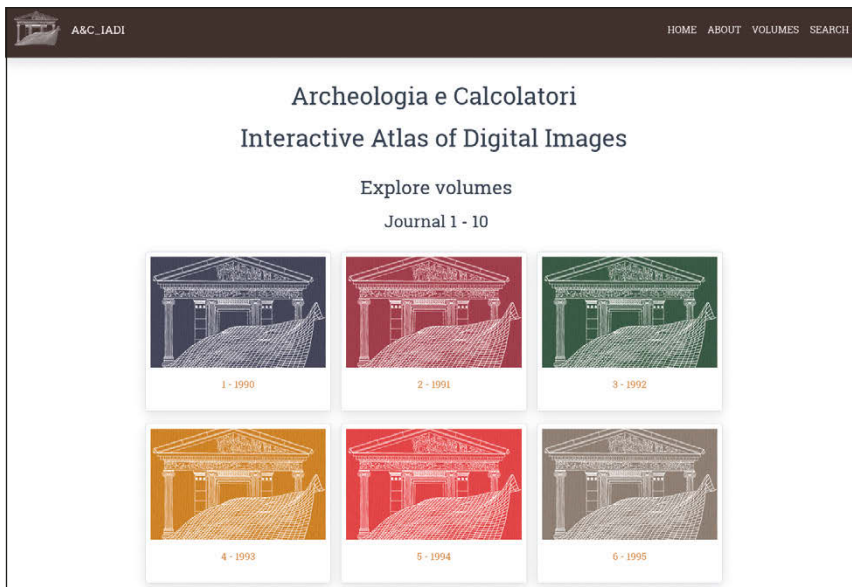 A&C_IADI
HOME ABOUT VOLUMES SEARCH
Archeologia e Calcolatori
Interactive Atlas of Digital Images
Explore volumes
Journal 1 - 10
1 - 1990
2 - 1991
3 - 1992
4 - 1993
5 - 1994
6 - 1995